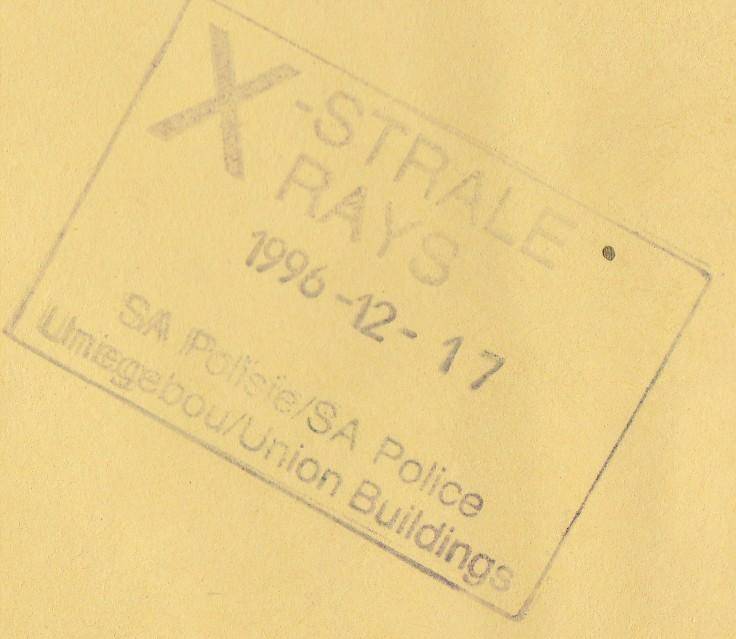 X-STRALE
RAYS
1996-12-17
SA Polisie/SA Police
Uniegebou/Union Buildings